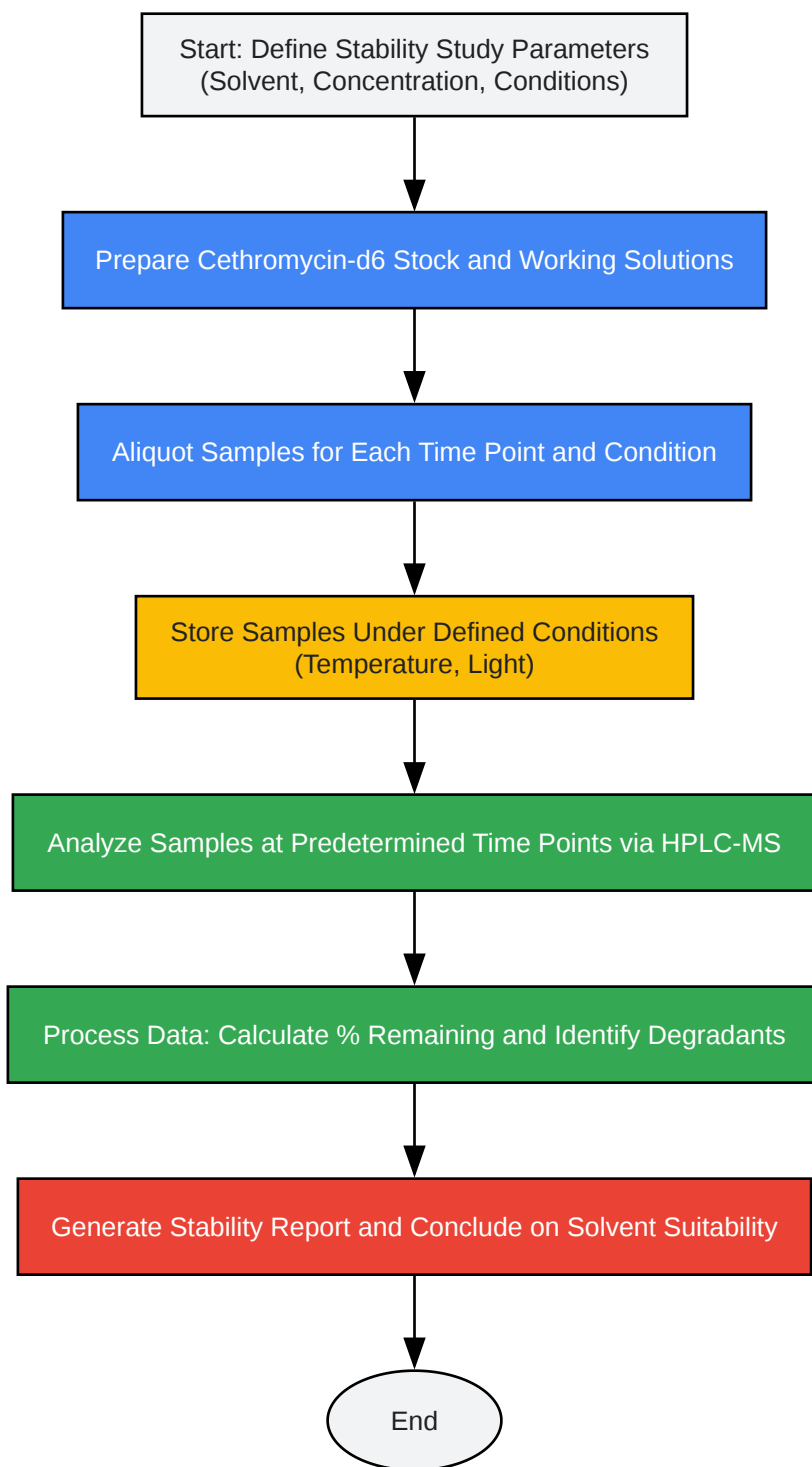 Start: Define Stability Study Parameters
(Solvent, Concentration, Conditions)
Prepare Cethromycin-d6 Stock and Working Solutions
Aliquot Samples for Each Time Point and Condition
Store Samples Under Defined Conditions
(Temperature, Light)
Analyze Samples at Predetermined Time Points via HPLC-MS
Process Data: Calculate % Remaining and Identify Degradants
Generate Stability Report and Conclude on Solvent Suitability
End